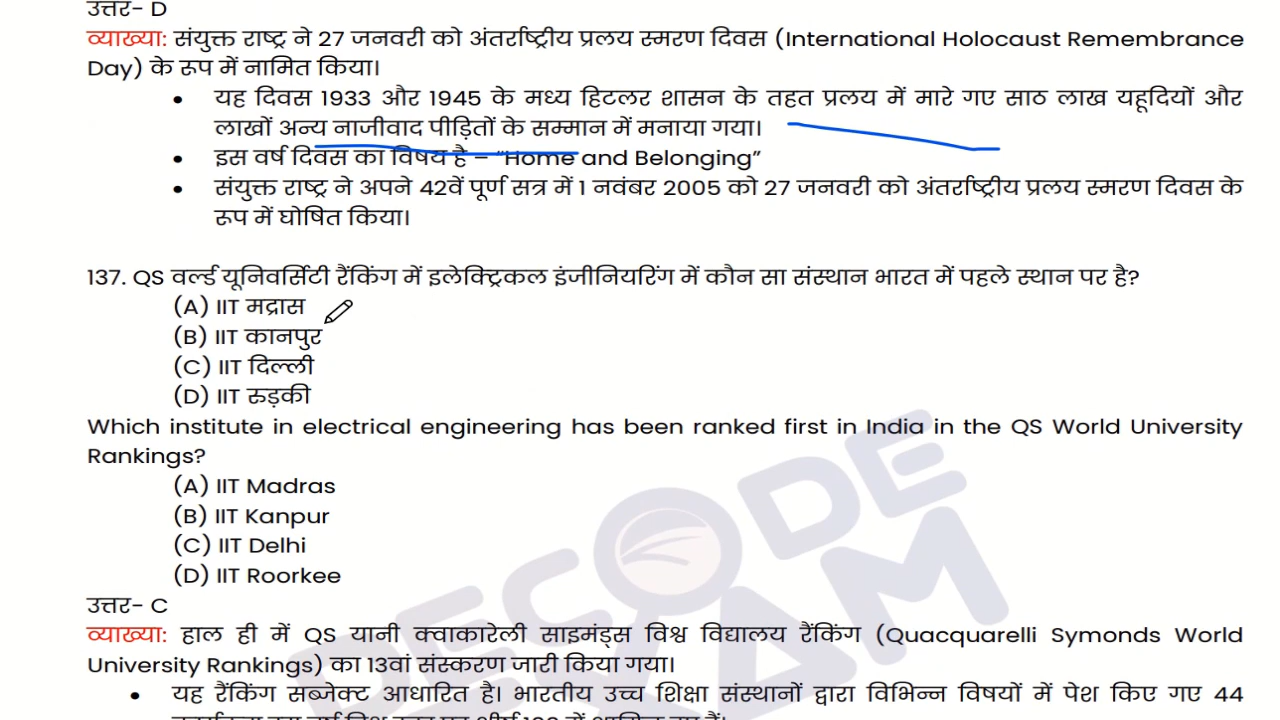 उत्तर- D
व्याख्या: संयुक्त राष्ट्र ने 27 जनवरी को अंतर्राष्ट्रीय प्रलय स्मरण दिवस (International Holocaust Remembrance
Day) के रूप में नामित किया।
• यह दिवस 1933 और 1945 के मध्य हिटलर शासन के तहत प्रलय में मारे गए साठ लाख यहूदियों और
लाखों अन्य नाजीवाद पीड़ितों के सम्मान में मनाया गया।
• इस वर्ष दिवस का विषय है – “Home and Belonging”
• संयुक्त राष्ट्र ने अपने 42वें पूर्ण सत्र में 1 नवंबर 2005 को 27 जनवरी को अंतर्राष्ट्रीय प्रलय स्मरण दिवस के
रूप में घोषित किया।
137. QS वर्ल्ड यूनिवर्सिटी रैंकिंग में इलेक्ट्रिकल इंजीनियरिंग में कौन सा संस्थान भारत में पहले स्थान पर है?
(A) IIT मद्रास
(B) IIT कानपुर
(C) IIT दिल्ली
(D) IIT रुड़की
Which institute in electrical engineering has been ranked first in India in the QS World University
Rankings?
(A) IIT Madras
(B) IIT Kanpur
(C) IIT Delhi
(D) IIT Roorkee
उत्तर- C
व्याख्या: हाल ही में QS यानी क्वाकारेली साइमंड्स विश्व विद्यालय रैंकिंग (Quacquarelli Symonds World
University Rankings) का 13वां संस्करण जारी किया गया।
• यह रैंकिंग सब्जेक्ट आधारित है। भारतीय उच्च शिक्षा संस्थानों द्वारा विभिन्न विषयों में पेश किए गए 44
DECODE
EXAM